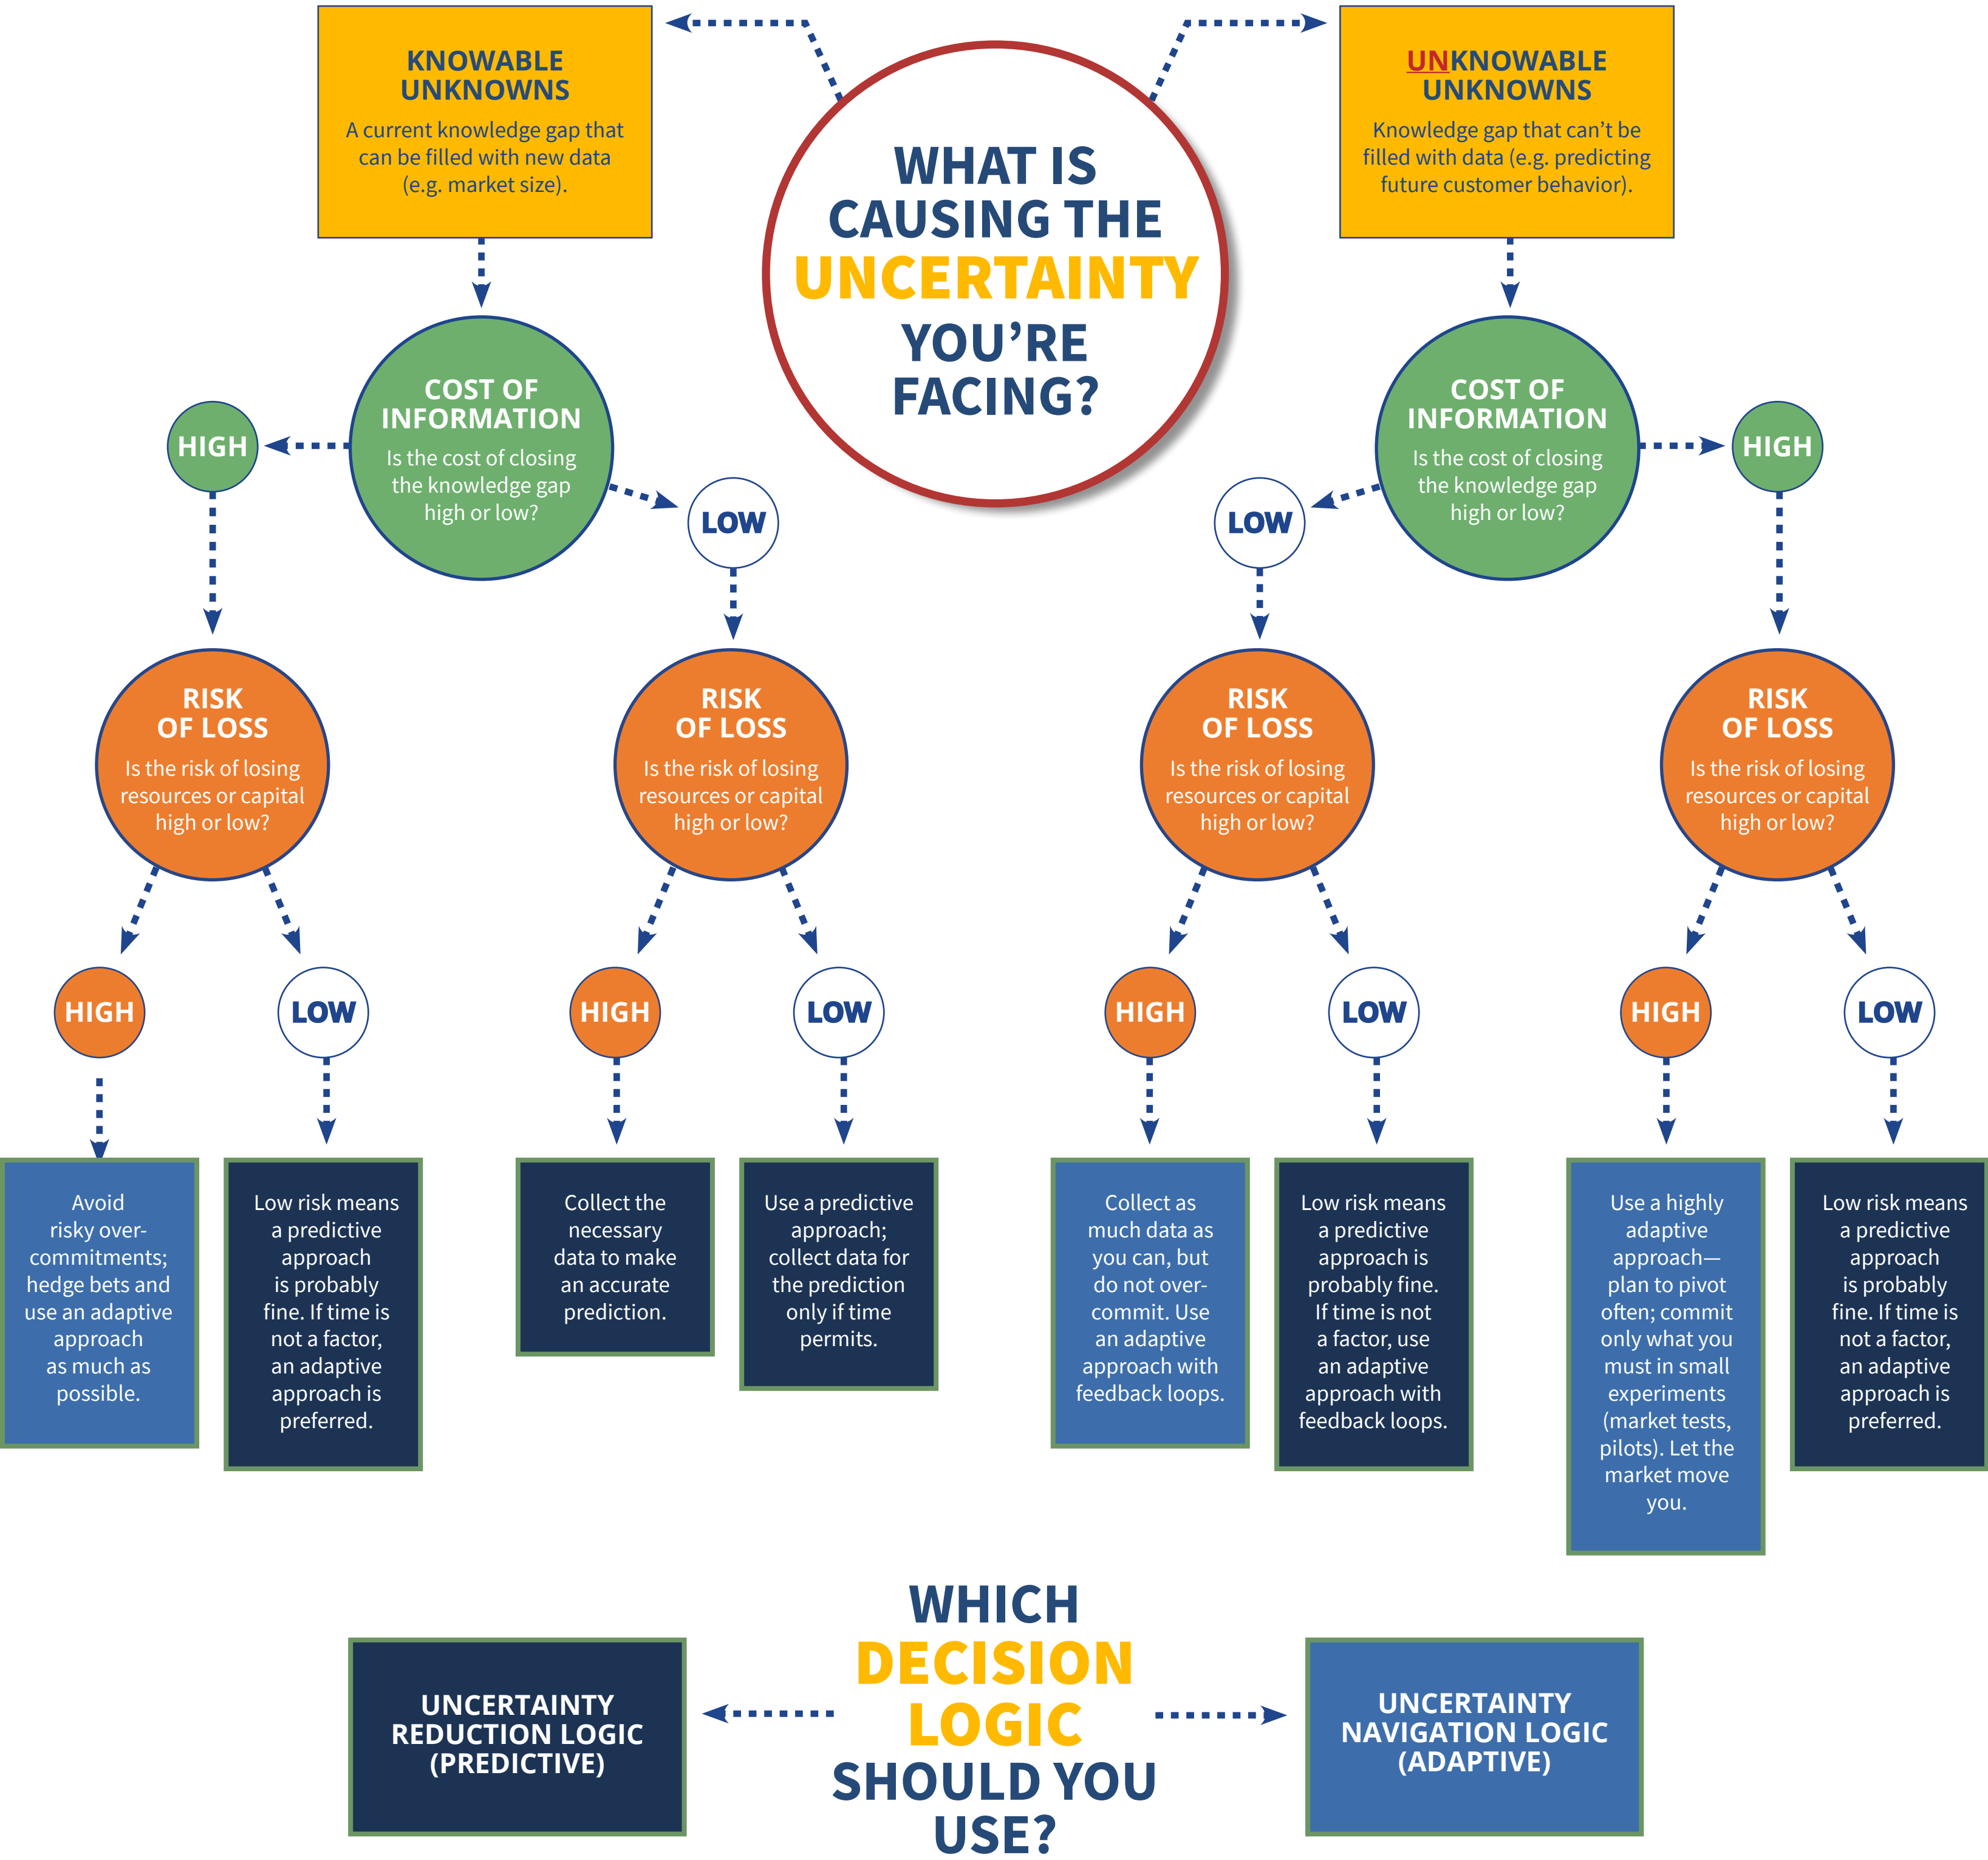 KNOWABLE
UNKNOWNS
A current knowledge gap that
can be filled with new data
(e.g. market size).
WHAT IS
CAUSING THE
UNCERTAINTY
YOU’RE
FACING?
UNKNOWABLE
UNKNOWNS
Knowledge gap that can’t be
filled with data (e.g. predicting
future customer behavior).
COST OF
INFORMATION
Is the cost of closing
the knowledge gap
high or low?
HIGH
LOW
COST OF
INFORMATION
Is the cost of closing
the knowledge gap
high or low?
LOW
HIGH
RISK
OF LOSS
Is the risk of losing
resources or capital
high or low?
RISK
OF LOSS
Is the risk of losing
resources or capital
high or low?
RISK
OF LOSS
Is the risk of losing
resources or capital
high or low?
RISK
OF LOSS
Is the risk of losing
resources or capital
high or low?
HIGH
LOW
HIGH
LOW
HIGH
LOW
HIGH
LOW
Avoid
risky over-
commitments;
hedge bets and
use an adaptive
approach
as much as
possible.
Low risk means
a predictive
approach
is probably
fine. If time is
not a factor,
an adaptive
approach is
preferred.
Collect the
necessary
data to make
an accurate
prediction.
Use a predictive
approach;
collect data for
the prediction
only if time
permits.
Collect as
much data as
you can, but
do not over-
commit. Use
an adaptive
approach with
feedback loops.
Low risk means
a predictive
approach is
probably fine.
If time is not
a factor, use
an adaptive
approach with
feedback loops.
Use a highly
adaptive
approach—
plan to pivot
often; commit
only what you
must in small
experiments
(market tests,
pilots). Let the
market move
you.
Low risk means
a predictive
approach
is probably
fine. If time is
not a factor,
an adaptive
approach is
preferred.
WHICH
DECISION
LOGIC
SHOULD YOU
USE?
UNCERTAINTY
REDUCTION LOGIC
(PREDICTIVE)
UNCERTAINTY
NAVIGATION LOGIC
(ADAPTIVE)